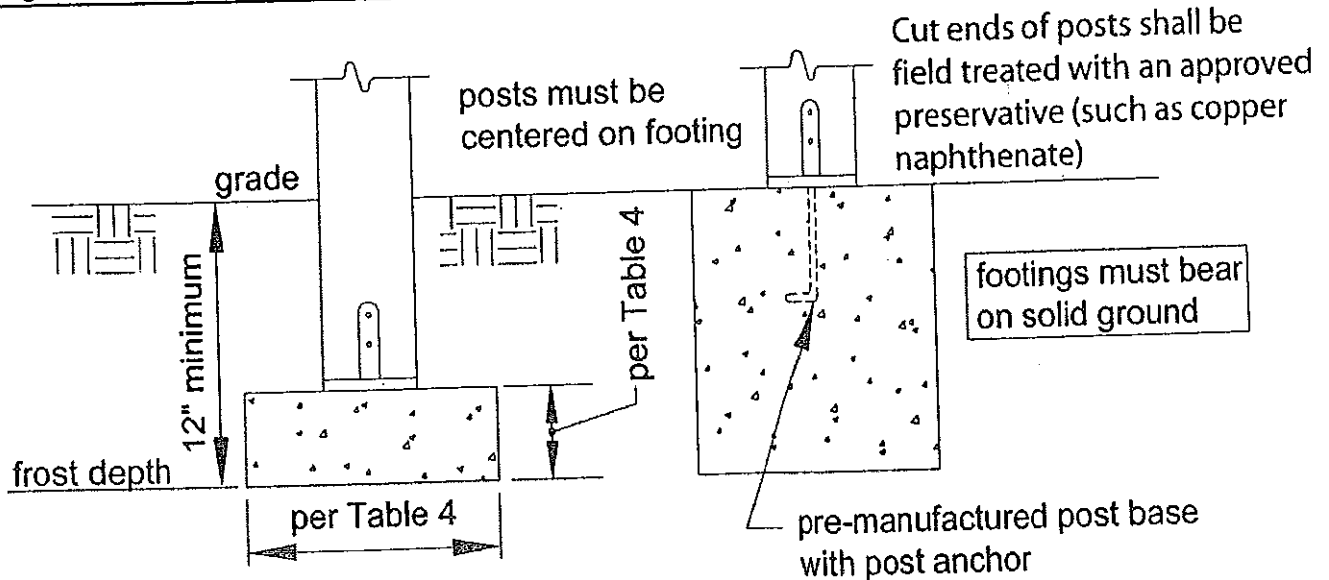 Cut ends of posts shall be
field treated with an approved
preservative (such as copper
naphthenate)
posts must be
centered on footing
grade
12" minimum
per Table 4
footings must bear
on solid ground
frost depth
per Table 4
pre-manufactured post base
with post anchor